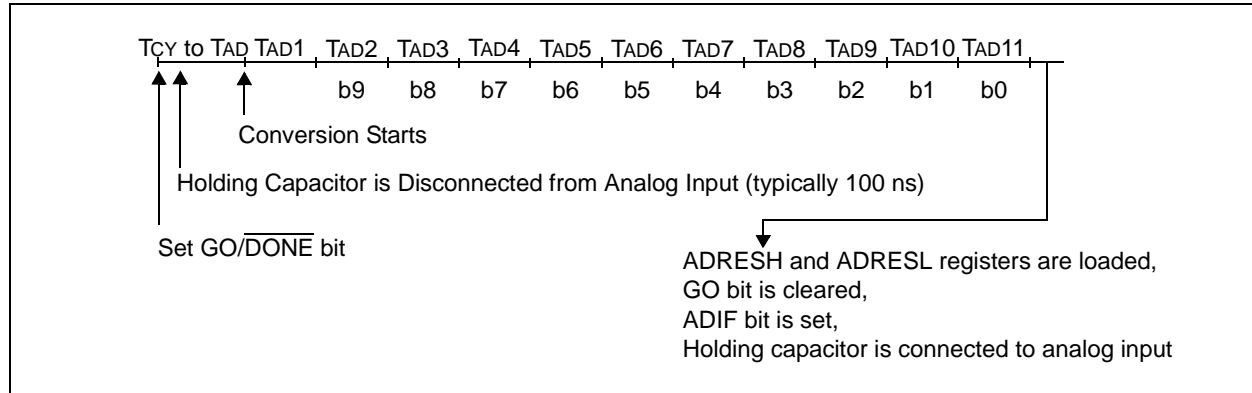 TCY to TAD TAD1 TAD2 TAD3 TAD4 TAD5 TAD6 TAD7 TAD8 TAD9 TAD10 TAD11
b9 b8 b7 b6 b5 b4 b3 b2 b1 b0
Conversion Starts
Holding Capacitor is Disconnected from Analog Input (typically 100 ns)
Set GO/DONE bit
ADRESH and ADRESL registers are loaded,
GO bit is cleared,
ADIF bit is set,
Holding capacitor is connected to analog input